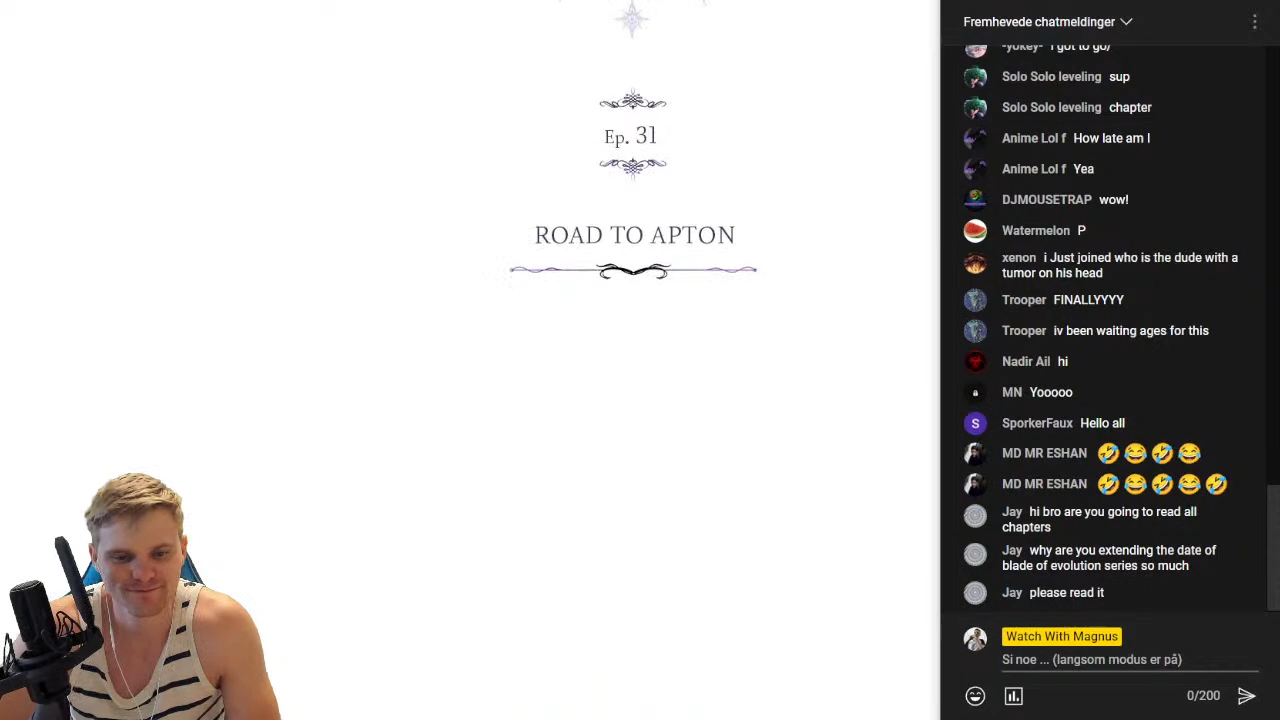 Ep. 31
ROAD TO APTON
Fremhevede chatmeldinger
-yokey- I got to go)
Solo Solo leveling sup
Solo Solo leveling chapter
Anime Lol f How late am I
Anime Lol f Yea
DJMOUSETRAP wow!
Watermelon P
xenon i Just joined who is the dude with a
tumor on his head
Trooper FINALLYYYY
Trooper iv been waiting ages for this
Nadir Ail hi
MN Yooooo
S SporkerFaux Hello all
MD MR ESHAN 🤣😂🤣😂
MD MR ESHAN 🤣😂🤣😂🤣
Jay hi bro are you going to read all
chapters
Jay why are you extending the date of
blade of evolution series so much
Jay please read it
Watch With Magnus
Si noe ... (langsom modus er på)
0/200